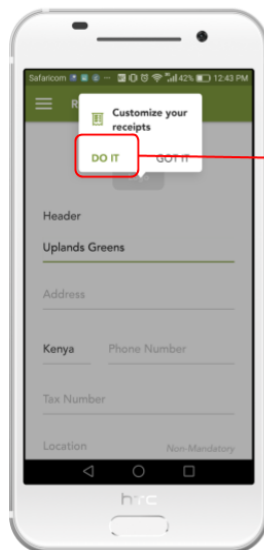 Safaricom 42% 12:43 PM
R
Customize your
receipts
DO IT GOT IT
Header
Uplands Greens
Address
Kenya Phone Number
Tax Number
Location Non-Mandatory
htc